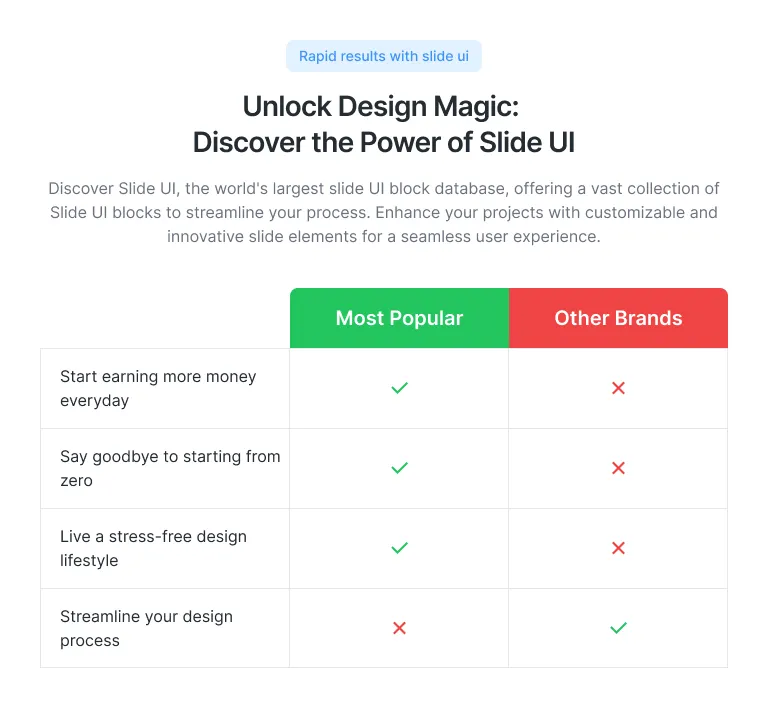 Rapid results with slide ui
Unlock Design Magic:
Discover the Power of Slide UI
Discover Slide UI, the world's largest slide UI block database, offering a vast collection of
Slide UI blocks to streamline your process. Enhance your projects with customizable and
innovative slide elements for a seamless user experience.
Most Popular
Other Brands
Start earning more money
everyday
Say goodbye to starting from
zero
Live a stress-free design
lifestyle
Streamline your design
process